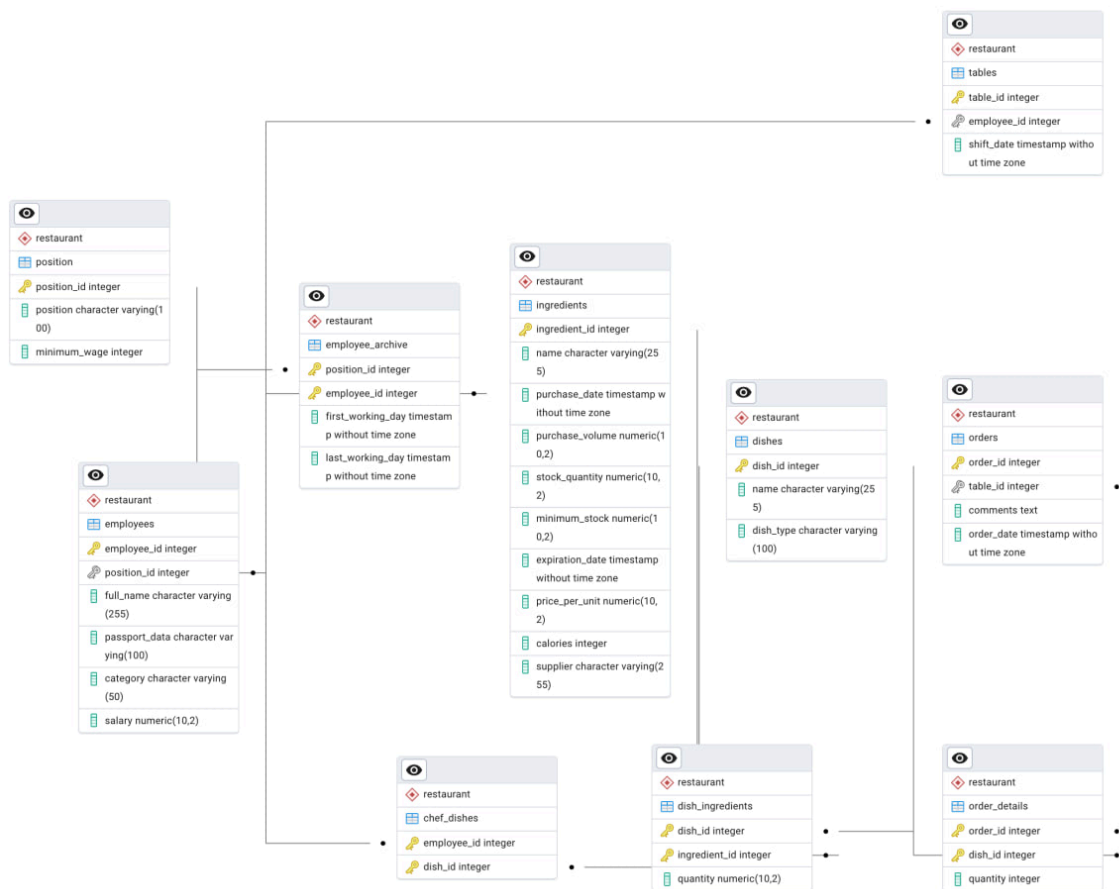 restaurant
tables
table_id integer
employee_id integer
shift_date timestamp witho
ut time zone
restaurant
position
position_id integer
position character varying(1
00)
minimum_wage integer
restaurant
employee_archive
position_id integer
employee_id integer
first_working_day timestam
p without time zone
last_working_day timestam
p without time zone
restaurant
ingredients
ingredient_id integer
name character varying(25
5)
purchase_date timestamp w
ithout time zone
purchase_volume numeric(1
0,2)
stock_quantity numeric(10,
2)
minimum_stock numeric(1
0,2)
expiration_date timestamp
without time zone
price_per_unit numeric(10,
2)
calories integer
supplier character varying(2
55)
restaurant
dishes
dish_id integer
name character varying(25
5)
dish_type character varying
(100)
restaurant
orders
order_id integer
table_id integer
comments text
order_date timestamp witho
ut time zone
restaurant
employees
employee_id integer
position_id integer
full_name character varying
(255)
passport_data character var
ying(100)
category character varying
(50)
salary numeric(10,2)
restaurant
chef_dishes
employee_id integer
dish_id integer
restaurant
dish_ingredients
dish_id integer
ingredient_id integer
quantity numeric(10,2)
restaurant
order_details
order_id integer
dish_id integer
quantity integer